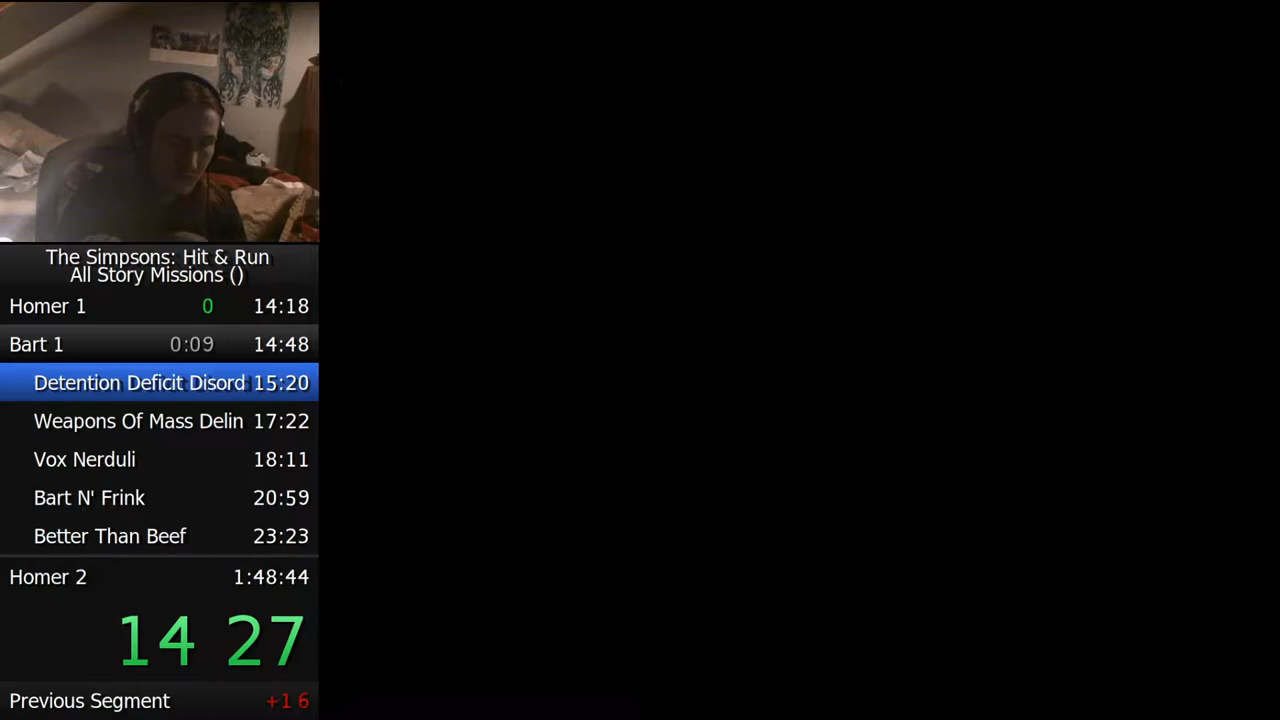 The Simpsons: Hit & Run
All Story Missions ()
Homer 1 0 14:18
Bart 1 0:09 14:48
Detention Deficit Disord 15:20
Weapons Of Mass Delin 17:22
Vox Nerduli 18:11
Bart N' Frink 20:59
Better Than Beef 23:23
Homer 2 1:48:44
14 27
Previous Segment +1 6